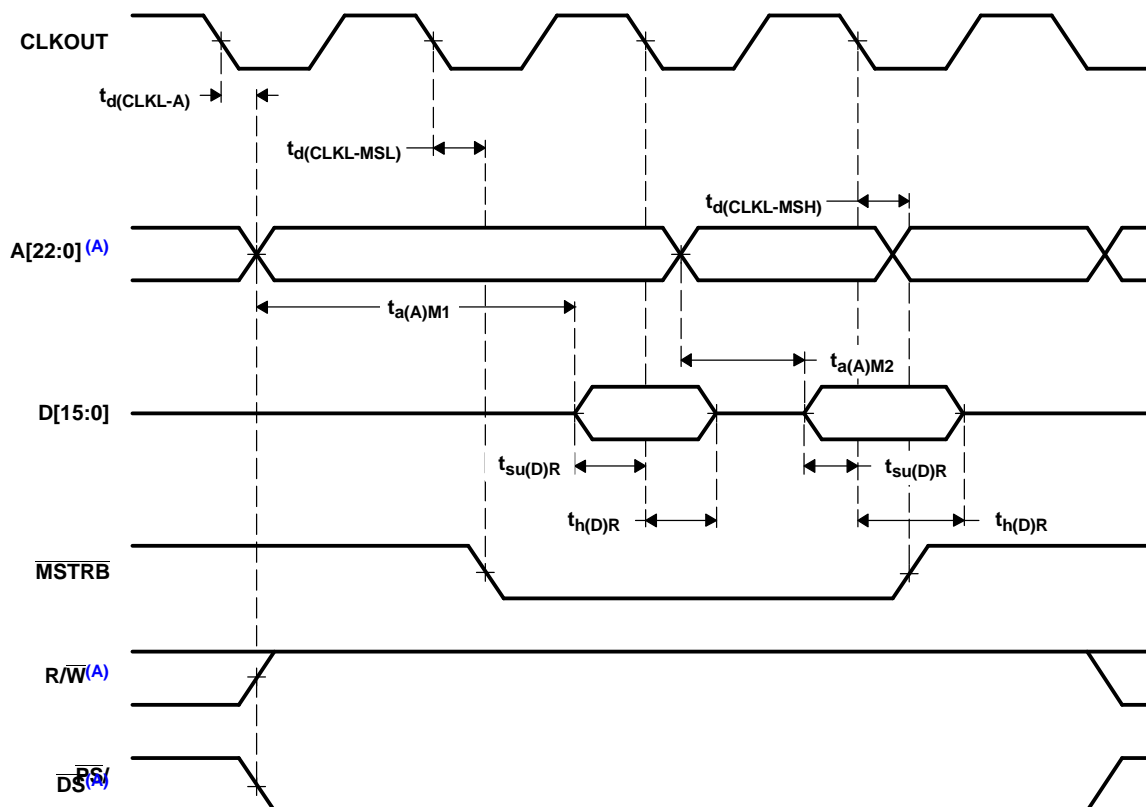 CLKOUT
td(CLKL-A)
td(CLKL-MSL)
td(CLKL-MSH)
A[22:0] (A)
ta(A)M1
ta(A)M2
D[15:0]
tsu(D)R
tsu(D)R
th(D)R
th(D)R
MSTRB
R/W(A)
PS/
DS(A)